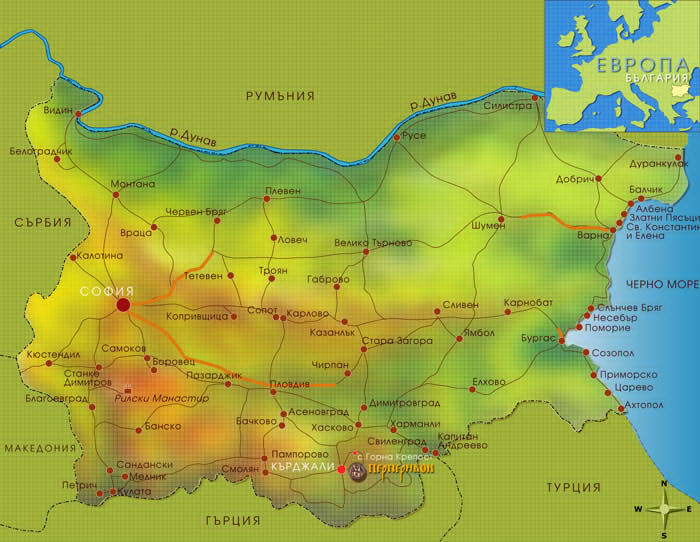 ЕВРОПА
БЪЛГАРИЯ
РУМЪНИЯ
р.Дунав
Силистра
Видин
р.Дунав
Русе
Белоградчик
Дуранкулак
Добрич
Монтана
Плевен
Балчик
Албена
Златни Пясъци
Св. Константин
и Елена
Червен Бряг
СЪРБИЯ
Враца
Ловеч
Шумен
Варна
Велико Търново
Калотина
Тетевен
Троян
Габрово
ЧЕРНО МОРЕ
СОФИЯ
Копривщица
Сопот
Карлово
Сливен
Карнобат
Слънчев Бряг
Несебър
Поморие
Казанлък
Бургас
Ямбол
Стара Загора
Самоков
Боровец
Кюстендил
Созопол
Станке
Димитров
Пазарджик
Чирпан
Приморско
Пловдив
Елхово
Царево
Рилски Манастир
Благоевград
Димитровград
Ахтопол
Асеновград
Бачково
Хасково
Харманли
Банско
Свиленград
Капитан
Андреево
МАКЕДОНИЯ
Пампорово
с Горна Крепост
Сандански
Смолян
КЪРДЖАЛИ
ПЕРПЕРИКОН
Мелник
Петрич
Кулата
ТУРЦИЯ
ГЪРЦИЯ
N
W
E
S